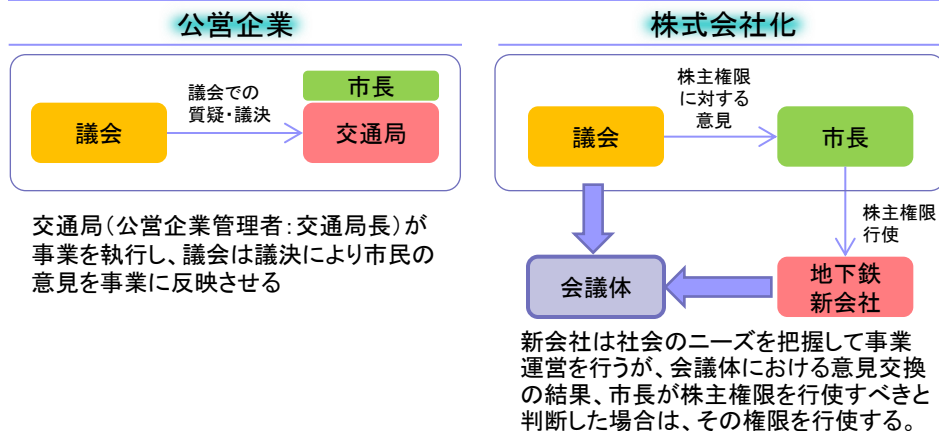 公営企業
議会
議会での
質疑・議決
市長
交通局
交通局(公営企業管理者:交通局長)が
事業を執行し、議会は議決により市民の
意見を事業に反映させる
株式会社化
議会
株主権限
に対する
意見
市長
株主権限
行使
会議体
地下鉄
新会社
新会社は社会のニーズを把握して事業
運営を行うが、会議体における意見交換
の結果、市長が株主権限を行使すべきと
判断した場合は、その権限を行使する。